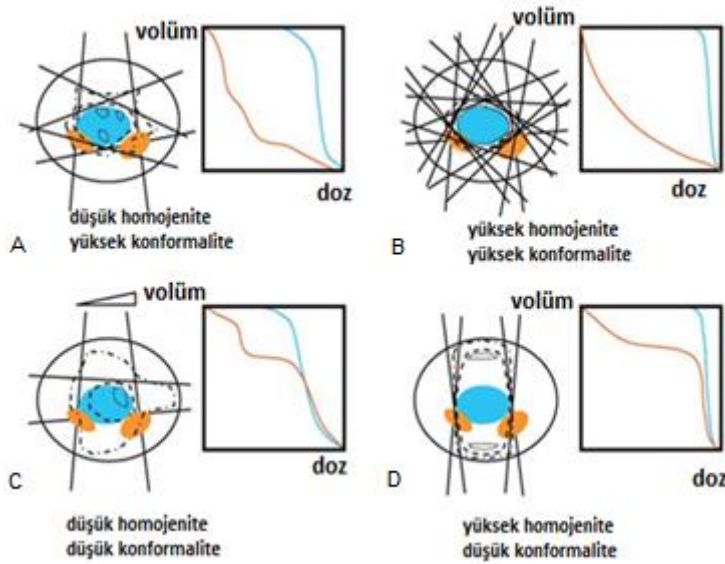 volüm
doz
düşük homojenite
yüksek konformalite
A
volüm
doz
yüksek homojenite
yüksek konformalite
B
volüm
doz
düşük homojenite
düşük konformalite
C
volüm
doz
yüksek homojenite
düşük konformalite
D